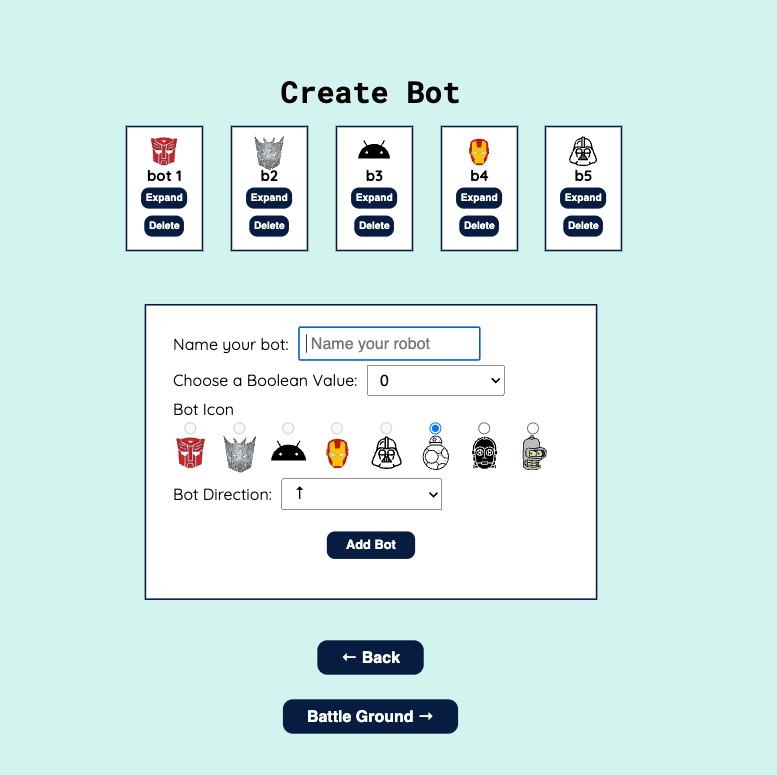 Create Bot
bot 1 b2 b3 b4 b5
Expand Expand Expand Expand Expand
Delete Delete Delete Delete Delete
Name your bot: Name your robot
Choose a Boolean Value: 0
Bot Icon
Bot Direction: ↑
Add Bot
← Back
Battle Ground →